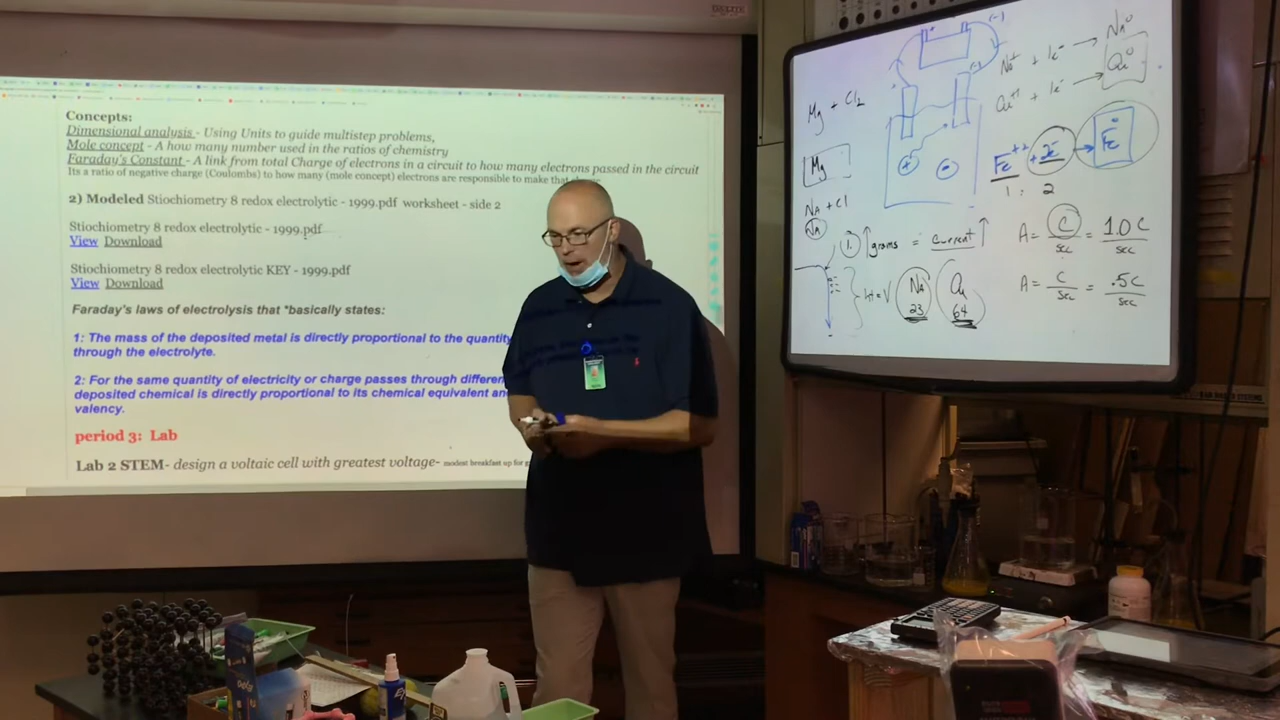 Concepts:
Dimensional analysis - Using Units to guide multistep problems,
Mole concept - A how many number used in the ratios of chemistry
Faraday's Constant - A link from total Charge of electrons in a circuit to how many electrons passed in the circuit
Its a ratio of negative charge (Coulombs) to how many (mole concept) electrons are responsible to make that
2) Modeled Stiochiometry 8 redox electrolytic - 1999.pdf worksheet - side 2
Stiochiometry 8 redox electrolytic - 1999.pdf
View Download
Stiochiometry 8 redox electrolytic KEY - 1999.pdf
View Download
Faraday's laws of electrolysis that *basically states:
1: The mass of the deposited metal is directly proportional to the quantity
through the electrolyte.
2: For the same quantity of electricity or charge passes through differen
deposited chemical is directly proportional to its chemical equivalent an
valency.
period 3: Lab
Lab 2 STEM- design a voltaic cell with greatest voltage- modest breakfast up for
(-)
Na+ + 1e- → Na0
Cu+1 + 1e- → Cu0
Mg + Cl2
Mg
+
-
Fe++ + 2e- → Fe0
1 : 2
Na + Cl
Na
1. ↑ grams = current ↑
A = C/sec = 1.0 C/sec
A = C/sec = .5C/sec
Na 23
Cu 64